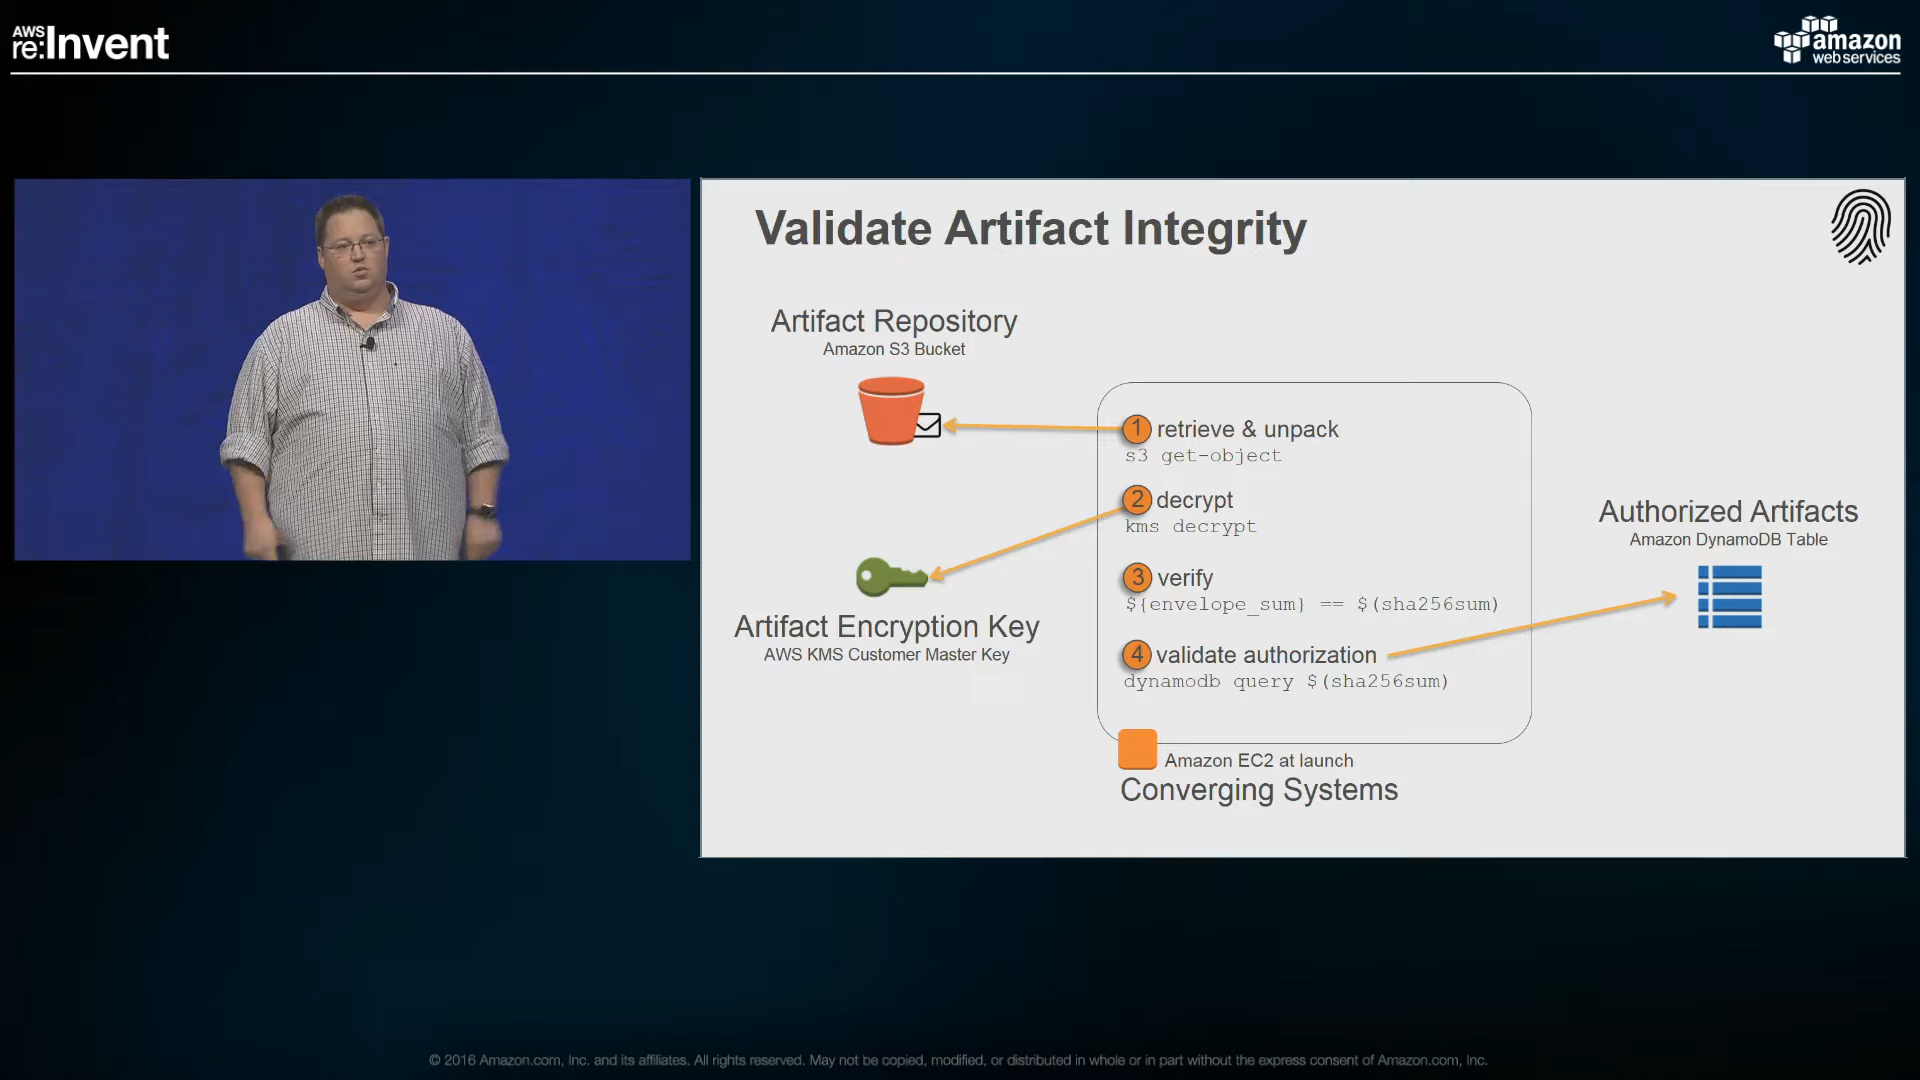 AWS
re:Invent
amazon
webservices
Validate Artifact Integrity
Artifact Repository
Amazon S3 Bucket
1 retrieve & unpack
s3 get-object
2 decrypt
kms decrypt
3 verify
${envelope_sum} == $(sha256sum)
4 validate authorization
dynamodb query $(sha256sum)
Artifact Encryption Key
AWS KMS Customer Master Key
Authorized Artifacts
Amazon DynamoDB Table
Amazon EC2 at launch
Converging Systems
© 2016 Amazon.com, Inc. and its affiliates. All rights reserved. May not be copied, modified, or distributed in whole or in part without the express consent of Amazon.com, Inc.